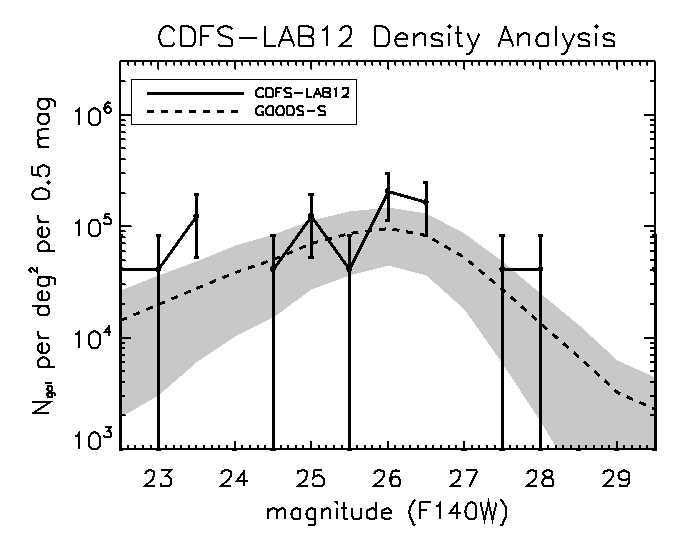 CDFS-LAB12 Density Analysis
CDFS-LAB12
GOODS-S
N_gal per deg² per 0.5 mag
10⁶
10⁵
10⁴
10³
23 24 25 26 27 28 29
magnitude (F140W)